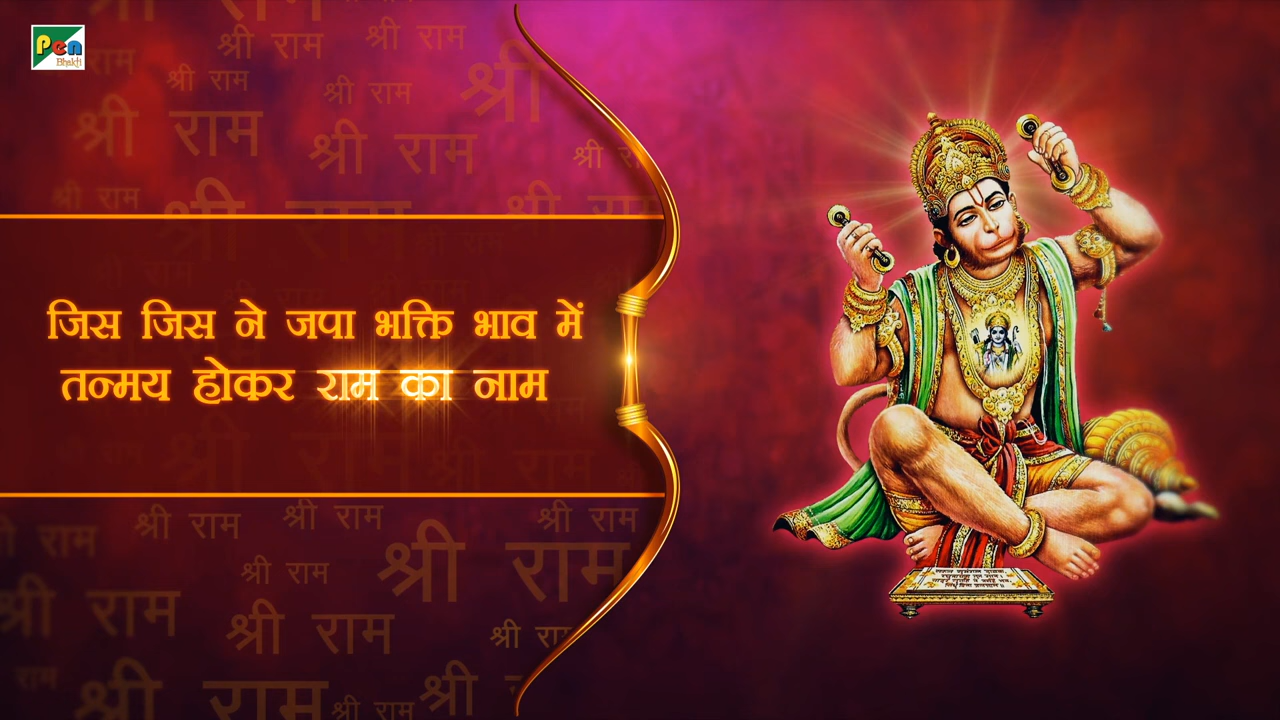 Pen
Bhakti
श्री राम
श्री राम
श्री राम
श्री राम
श्री
श्री राम
श्री राम
श्री राम
श्री राम
जिस जिस ने जपा भक्ति भाव में
तन्मय होकर राम का नाम
श्री राम
श्री राम
श्री राम
श्री राम
श्री राम
श्री राम
श्री राम
श्री राम
श्री राम
श्री राम
श्री